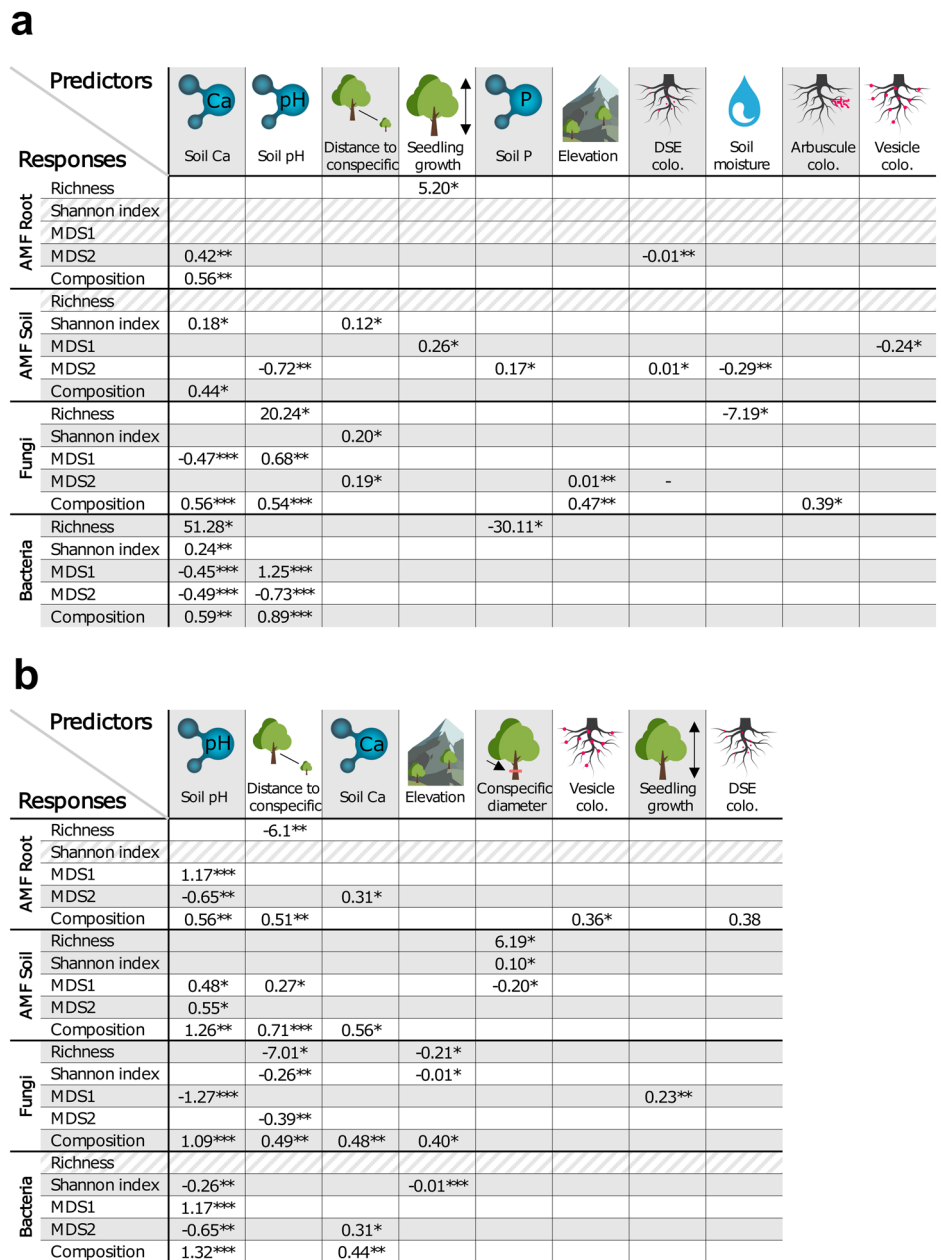 a
Predictors
Responses
Ca
pH
P
Soil Ca
Soil pH
Distance to conspecific
Seedling growth
Soil P
Elevation
DSE colo.
Soil moisture
Arbuscule colo.
Vesicle colo.
AMF Root
Richness 5.20*
Shannon index
MDS1
MDS2 0.42** -0.01**
Composition 0.56**
AMF Soil
Richness
Shannon index 0.18* 0.12*
MDS1 0.26* -0.24*
MDS2 -0.72** 0.17* 0.01* -0.29**
Composition 0.44*
Fungi
Richness 20.24* -7.19*
Shannon index 0.20*
MDS1 -0.47*** 0.68**
MDS2 0.19* 0.01** -
Composition 0.56*** 0.54*** 0.47** 0.39*
Bacteria
Richness 51.28* -30.11*
Shannon index 0.24**
MDS1 -0.45*** 1.25***
MDS2 -0.49*** -0.73***
Composition 0.59** 0.89***
b
Predictors
Responses
pH
Ca
Soil pH
Distance to conspecific
Soil Ca
Elevation
Conspecific diameter
Vesicle colo.
Seedling growth
DSE colo.
AMF Root
Richness -6.1**
Shannon index
MDS1 1.17***
MDS2 -0.65** 0.31*
Composition 0.56** 0.51** 0.36* 0.38
AMF Soil
Richness 6.19*
Shannon index 0.10*
MDS1 0.48* 0.27* -0.20*
MDS2 0.55*
Composition 1.26** 0.71*** 0.56*
Fungi
Richness -7.01* -0.21*
Shannon index -0.26** -0.01*
MDS1 -1.27*** 0.23**
MDS2 -0.39**
Composition 1.09*** 0.49** 0.48** 0.40*
Bacteria
Richness
Shannon index -0.26** -0.01***
MDS1 1.17***
MDS2 -0.65** 0.31*
Composition 1.32*** 0.44**